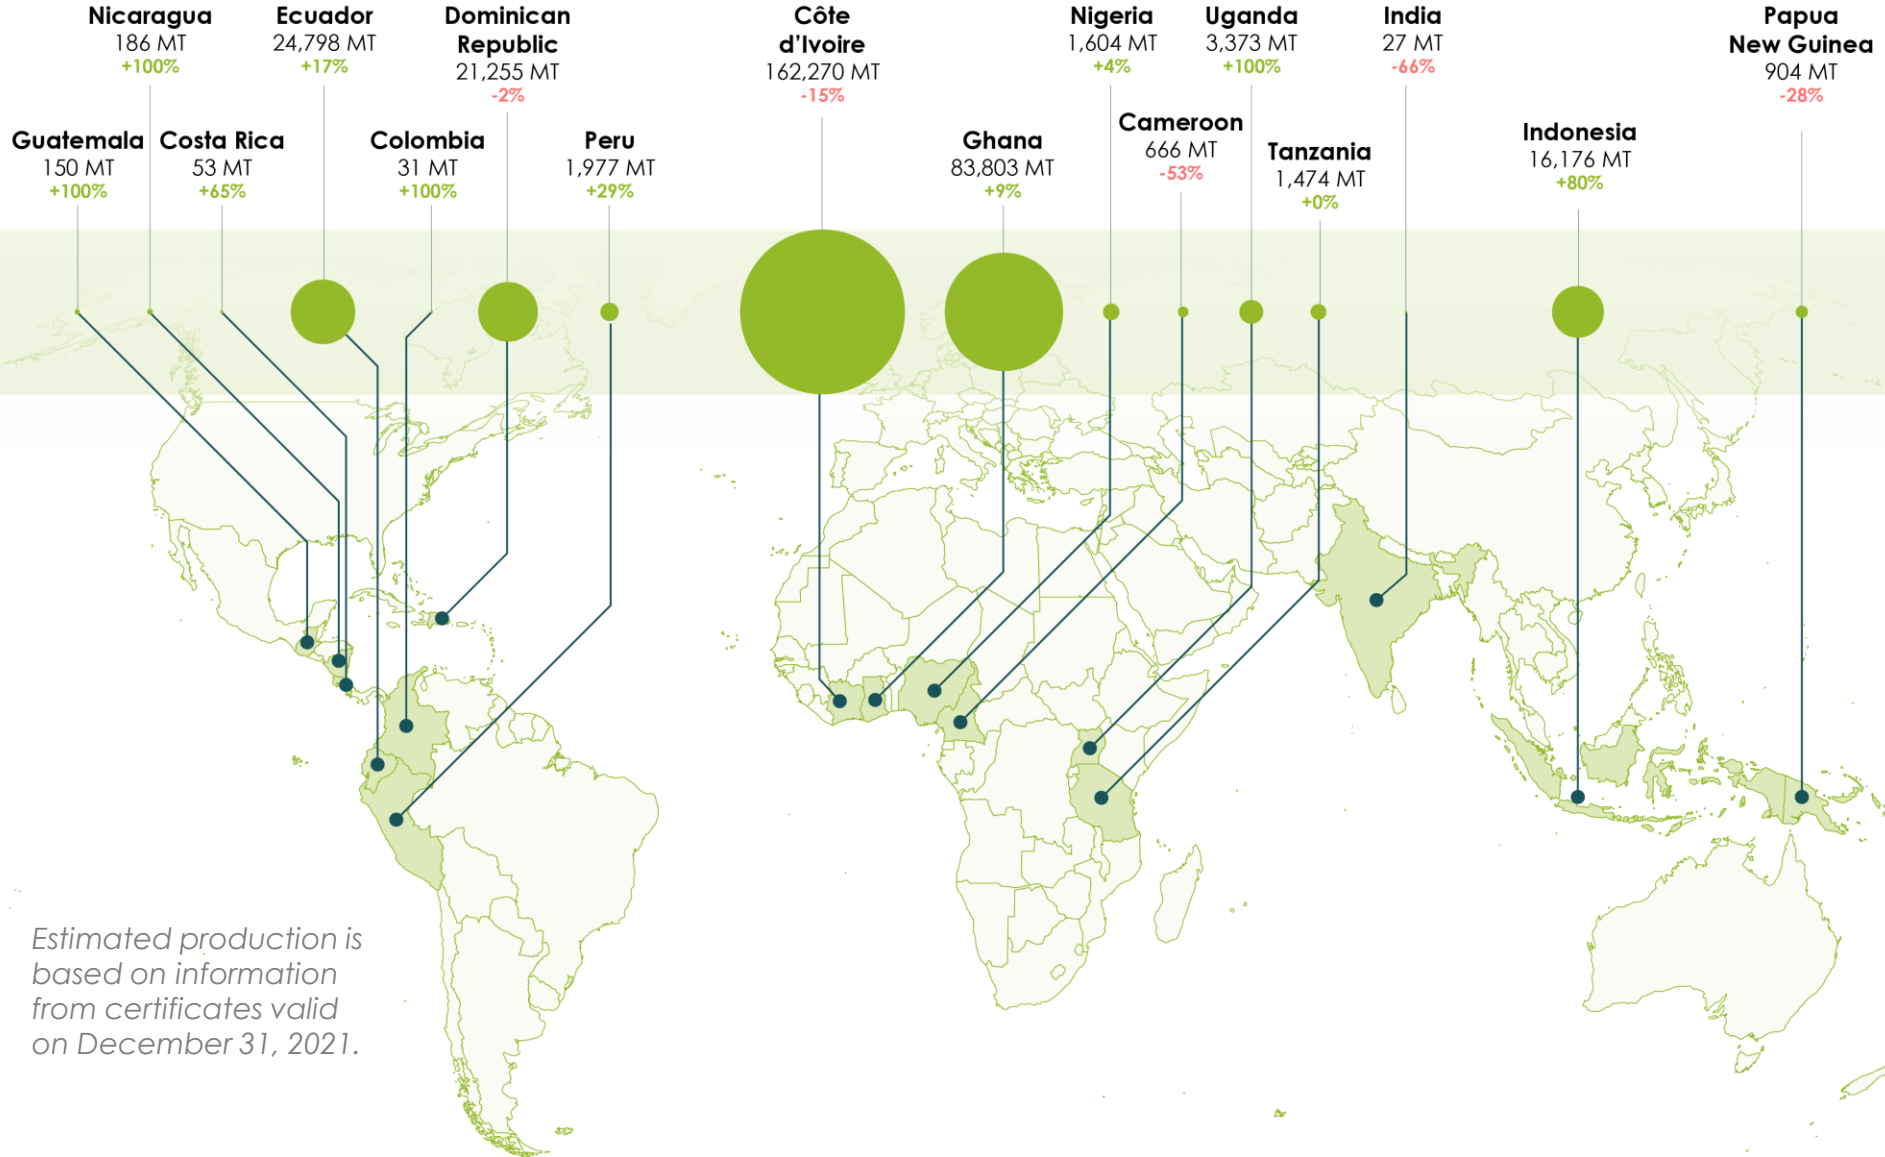 Nicaragua
186 MT
+100%
Ecuador
24,798 MT
+17%
Dominican
Republic
21,255 MT
-2%
Côte
d’Ivoire
162,270 MT
-15%
Nigeria
1,604 MT
+4%
Uganda
3,373 MT
+100%
India
27 MT
-66%
Papua
New Guinea
904 MT
-28%
Guatemala
150 MT
+100%
Costa Rica
53 MT
+65%
Colombia
31 MT
+100%
Peru
1,977 MT
+29%
Ghana
83,803 MT
+9%
Cameroon
666 MT
-53%
Tanzania
1,474 MT
+0%
Indonesia
16,176 MT
+80%
Estimated production is
based on information
from certificates valid
on December 31, 2021.